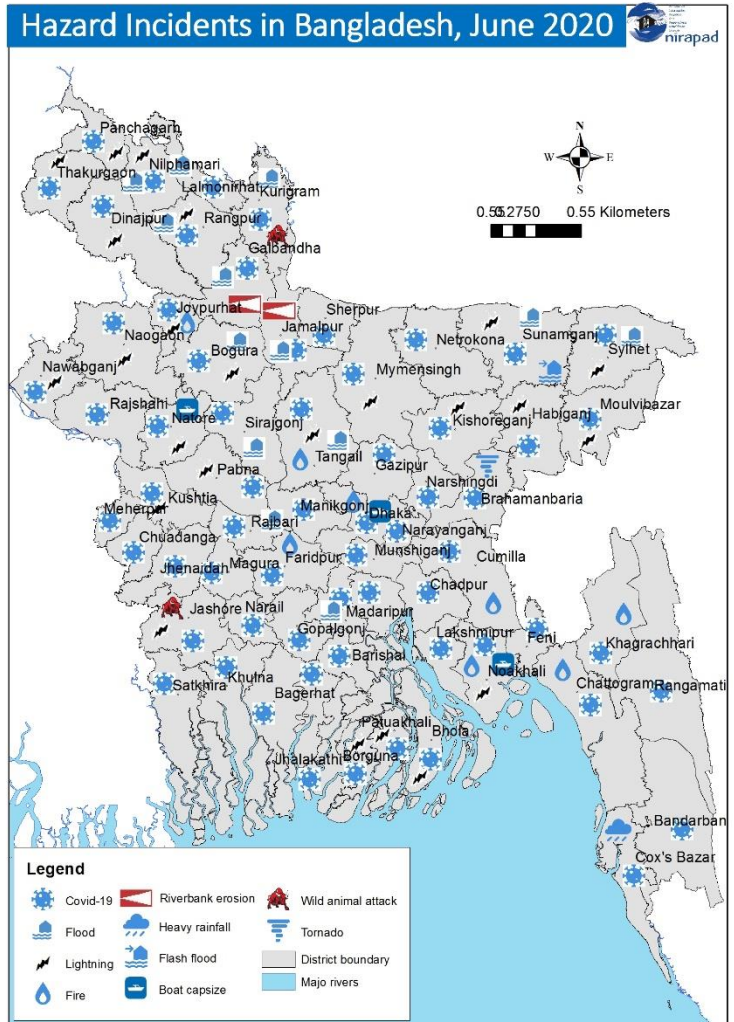 Hazard Incidents in Bangladesh, June 2020
nirapad
N
W E
S
0.55 0.2750 0.55 Kilometers
Panchagarh
Thakurgaon
Nilphamari
Lalmonirhat
Kurigram
Dinajpur
Rangpur
Gaibandha
Joypurhat
Sherpur
Naogaon
Jamalpur
Netrokona
Sunamganj
Sylhet
Bogura
Nawabganj
Mymensingh
Rajshahi
Natore
Sirajgonj
Kishoreganj
Habiganj
Moulvibazar
Tangail
Gazipur
Pabna
Narshingdi
Kushtia
Brahamanbaria
Meherpar
Manikgonj
Dhaka
Rajbari
Narayanganj
Chuadanga
Faridpur
Munshiganj
Cumilla
Jhenaidah
Magura
Chadpur
Jashore
Narail
Madaripur
Gopalgonj
Lakshmipur
Feni
Khagrachhari
Barishal
Noakhali
Khulna
Satkhira
Bagerhat
Chattogram
Rangamati
Patuakhali
Bhola
Jhalakathi
Borguna
Bandarban
Cox's Bazar
Legend
Covid-19
Riverbank erosion
Wild animal attack
Flood
Heavy rainfall
Tornado
Lightning
Flash flood
District boundary
Fire
Boat capsize
Majo rivers